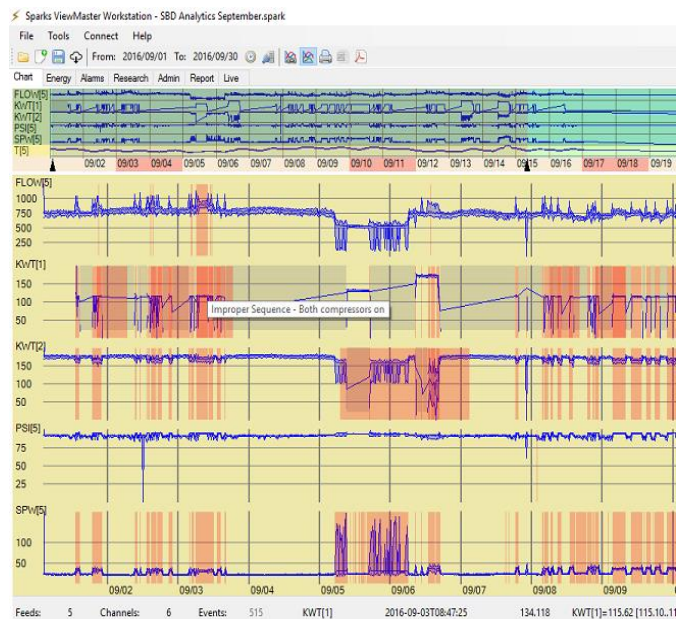 Sparks ViewMaster Workstation - SBD Analytics September.spark
File Tools Connect Help
From: 2016/09/01 To: 2016/09/30
Chart Energy Alarms Research Admin Report Live
FLOW[5]
KWT[1]
KWT[2]
PSI[5]
SPW[5]
T[5]
09/02 09/03 09/04 09/05 09/06 09/07 09/08 09/09 09/10 09/11 09/12 09/13 09/14 09/15 09/16 09/17 09/18 09/19
FLOW[5]
1000
750
500
250
KWT[1]
150
100
50
Improper Sequence - Both compressors on
KWT[2]
150
100
50
PSI[5]
75
50
25
SPW[5]
100
50
09/02 09/03 09/04 09/05 09/06 09/07 09/08 09/09
Feeds: 5 Channels: 6 Events: 515 KWT[1] 2016-09-03T08:47:25 134.118 KWT[1]=115.62 [115.10..11